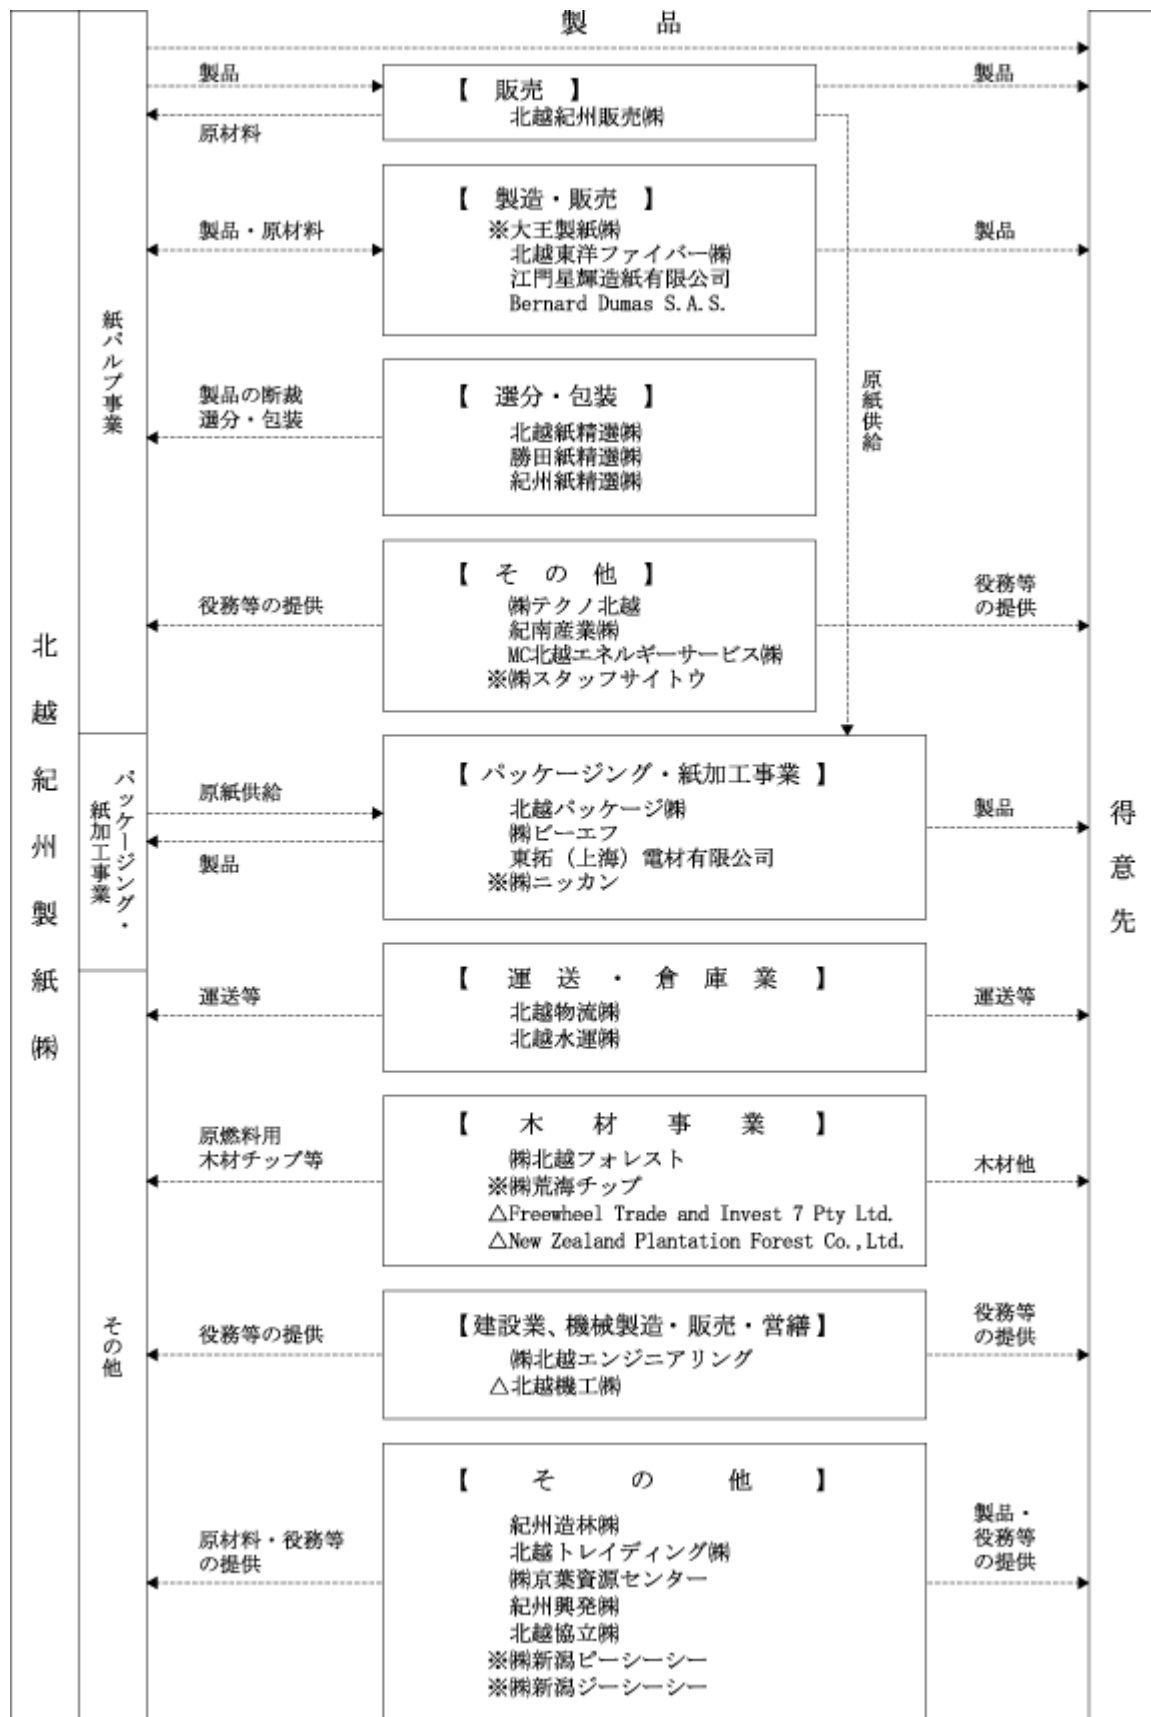 製品
製品
【 販売 】
北越紀州販売㈱
製品
原材料
【 製造・販売 】
※大王製紙㈱
北越東洋ファイバー㈱
江門星輝造紙有限公司
Bernard Dumas S.A.S.
製品・原材料
製品
紙パルプ事業
製品の断裁
選分・包装
【 選分・包装 】
北越紙精選㈱
勝田紙精選㈱
紀州紙精選㈱
原紙供給
役務等の提供
【 その他 】
㈱テクノ北越
紀南産業㈱
MC北越エネルギーサービス㈱
※㈱スタッフサイトウ
役務等
の提供
北越紀州製紙㈱
得意先
パッケージング・
紙加工事業
原紙供給
製品
【 パッケージング・紙加工事業 】
北越パッケージ㈱
㈱ビーエフ
東拓（上海）電材有限公司
※㈱ニッカン
製品
運送等
【 運送・倉庫業 】
北越物流㈱
北越水運㈱
運送等
原燃料用
木材チップ等
【 木材事業 】
㈱北越フォレスト
※㈱荒海チップ
△Freewheel Trade and Invest 7 Pty Ltd.
△New Zealand Plantation Forest Co.,Ltd.
木材他
その他
役務等の提供
【建設業、機械製造・販売・営繕】
㈱北越エンジニアリング
△北越機工㈱
役務等
の提供
原材料・役務等
の提供
【 その他 】
紀州造林㈱
北越トレイディング㈱
㈱京葉資源センター
紀州興発㈱
北越協立㈱
※㈱新潟ピーシーシー
※㈱新潟ジーシーシー
製品・
役務等
の提供